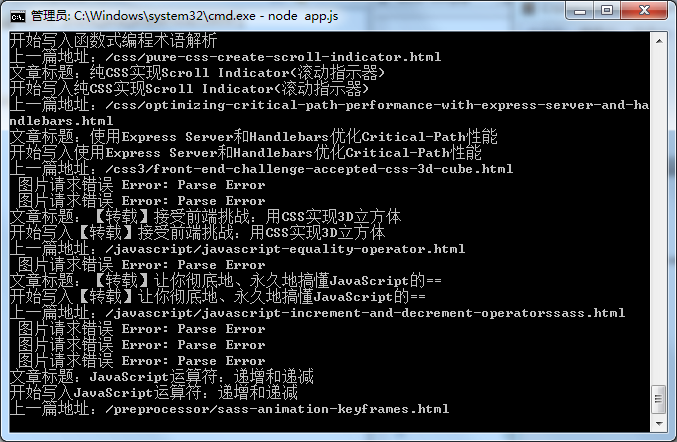 管理员: C:\Windows\system32\cmd.exe - node  app.js
开始写入函数式编程术语解析
上一篇地址：/css/pure-css-create-scroll-indicator.html
文章标题：纯CSS实现Scroll Indicator(滚动指示器)
开始写入纯CSS实现Scroll Indicator(滚动指示器)
上一篇地址：/css/optimizing-critical-path-performance-with-express-server-and-ha
ndlebars.html
文章标题：使用Express Server和Handlebars优化Critical-Path性能
开始写入使用Express Server和Handlebars优化Critical-Path性能
上一篇地址：/css3/front-end-challenge-accepted-css-3d-cube.html
图片请求错误 Error: Parse Error
图片请求错误 Error: Parse Error
文章标题：【转载】接受前端挑战：用CSS实现3D立方体
开始写入【转载】接受前端挑战：用CSS实现3D立方体
上一篇地址：/javascript/javascript-equality-operator.html
图片请求错误 Error: Parse Error
文章标题：【转载】让你彻底地、永久地搞懂JavaScript的==
开始写入【转载】让你彻底地、永久地搞懂JavaScript的==
上一篇地址：/javascript/javascript-increment-and-decrement-operatorssass.html
图片请求错误 Error: Parse Error
图片请求错误 Error: Parse Error
图片请求错误 Error: Parse Error
文章标题：JavaScript运算符：递增和递减
开始写入JavaScript运算符：递增和递减
上一篇地址：/preprocessor/sass-animation-keyframes.html